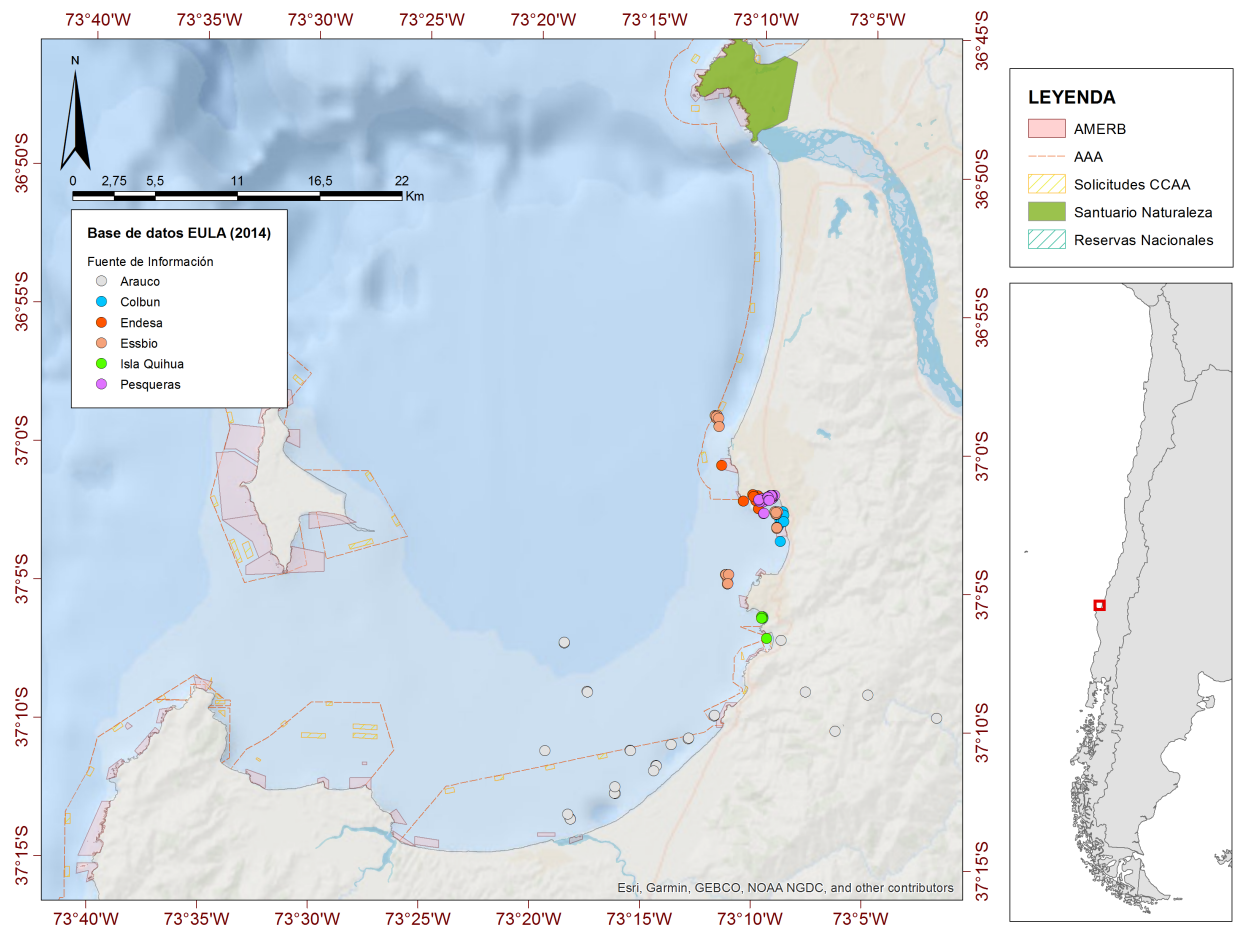 73°40'W 73°35'W 73°30'W 73°25'W 73°20'W 73°15'W 73°10'W 73°5'W
36°45'S
N
36°50'S
36°50'S
0 2,75 5,5 11 16,5 22
Km
Base de datos EULA (2014)
Fuente de Información
Arauco
Colbun
Endesa
Essbio
Isla Quihua
Pesqueras
36°55'S
36°55'S
37°0'S
37°0'S
37°5'S
37°5'S
37°10'S
37°10'S
37°15'S
37°15'S
Esri, Garmin, GEBCO, NOAA NGDC, and other contributors
73°40'W 73°35'W 73°30'W 73°25'W 73°20'W 73°15'W 73°10'W 73°5'W
LEYENDA
AMERB
AAA
Solicitudes CCAA
Santuario Naturaleza
Reservas Nacionales